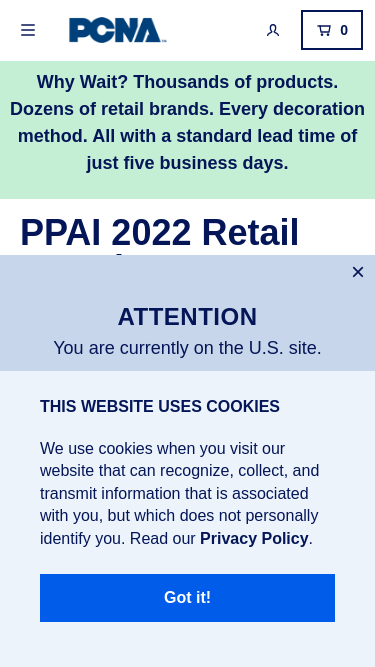 PCNA
0
Why Wait? Thousands of products.
Dozens of retail brands. Every decoration
method. All with a standard lead time of
just five business days.
PPAI 2022 Retail
ATTENTION
You are currently on the U.S. site.
THIS WEBSITE USES COOKIES
We use cookies when you visit our
website that can recognize, collect, and
transmit information that is associated
with you, but which does not personally
identify you. Read our Privacy Policy.
Got it!